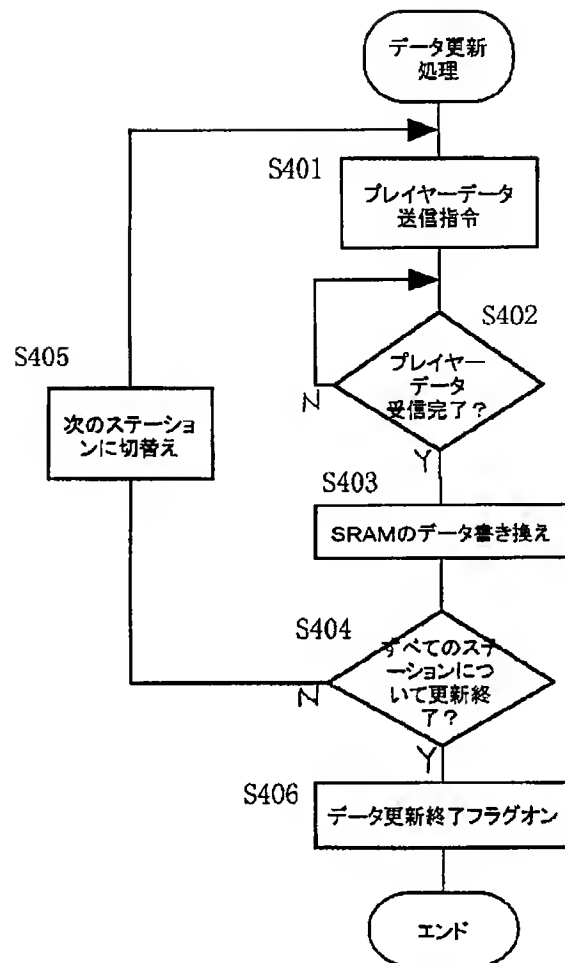 データ更新
処理
S401
プレイヤーデータ
送信指令
S402
プレイヤー
データ
受信完了？
N
Y
S405
次のステーショ
ンに切替え
S403
SRAMのデータ書き換え
S404
すべてのステ
ーションにつ
いて更新終
了？
N
Y
S406
データ更新終了フラグオン
エンド